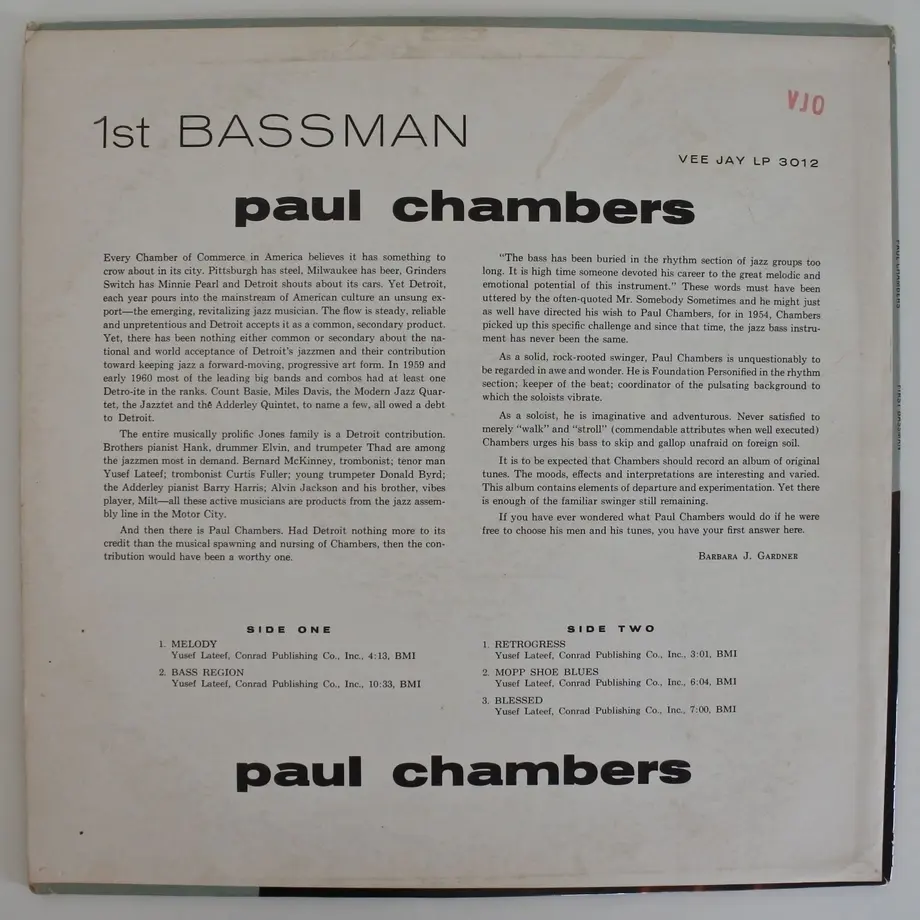 VJO
1st BASSMAN
VEE JAY LP 3012
paul chambers
Every Chamber of Commerce in America believes it has something to
crow about in its city. Pittsburgh has steel, Milwaukee has beer, Grinders
Switch has Minnie Pearl and Detroit shouts about its cars. Yet Detroit,
each year pours into the mainstream of American culture an unsung ex-
port—the emerging, revitalizing jazz musician. The flow is steady, reliable
and unpretentious and Detroit accepts it as a common, secondary product.
Yet, there has been nothing either common or secondary about the na-
tional and world acceptance of Detroit's jazzmen and their contribution
toward keeping jazz a forward-moving, progressive art form. In 1959 and
early 1960 most of the leading big bands and combos had at least one
Detro-ite in the ranks. Count Basie, Miles Davis, the Modern Jazz Quar-
tet, the Jazztet and the Adderley Quintet, to name a few, all owed a debt
to Detroit.
The entire musically prolific Jones family is a Detroit contribution.
Brothers pianist Hank, drummer Elvin, and trumpeter Thad are among
the jazzmen most in demand. Bernard McKinney, trombonist; tenor man
Yusef Lateef; trombonist Curtis Fuller; young trumpeter Donald Byrd;
the Adderley pianist Barry Harris; Alvin Jackson and his brother, vibes
player, Milt—all these active musicians are products from the jazz assem-
bly line in the Motor City.
And then there is Paul Chambers. Had Detroit nothing more to its
credit than the musical spawning and nursing of Chambers, then the con-
tribution would have been a worthy one.
"The bass has been buried in the rhythm section of jazz groups too
long. It is high time someone devoted his career to the great melodic and
emotional potential of this instrument." These words must have been
uttered by the often-quoted Mr. Somebody Sometimes and he might just
as well have directed his wish to Paul Chambers, for in 1954, Chambers
picked up this specific challenge and since that time, the jazz bass instru-
ment has never been the same.
As a solid, rock-rooted swinger, Paul Chambers is unquestionably to
be regarded in awe and wonder. He is Foundation Personified in the rhythm
section; keeper of the beat; coordinator of the pulsating background to
which the soloists vibrate.
As a soloist, he is imaginative and adventurous. Never satisfied to
merely "walk" and "stroll" (commendable attributes when well executed)
Chambers urges his bass to skip and gallop unafraid on foreign soil.
It is to be expected that Chambers should record an album of original
tunes. The moods, effects and interpretations are interesting and varied.
This album contains elements of departure and experimentation. Yet there
is enough of the familiar swinger still remaining.
If you have ever wondered what Paul Chambers would do if he were
free to choose his men and his tunes, you have your first answer here.
BARBARA J. GARDNER
SIDE ONE
1. MELODY
Yusef Lateef, Conrad Publishing Co., Inc., 4:13, BMI
2. BASS REGION
Yusef Lateef, Conrad Publishing Co., Inc., 10:33, BMI
SIDE TWO
1. RETROGRESS
Yusef Lateef, Conrad Publishing Co., Inc., 3:01, BMI
2. MOPP SHOE BLUES
Yusef Lateef, Conrad Publishing Co., Inc., 6:04, BMI
3. BLESSED
Yusef Lateef, Conrad Publishing Co., Inc., 7:00, BMI
paul chambers